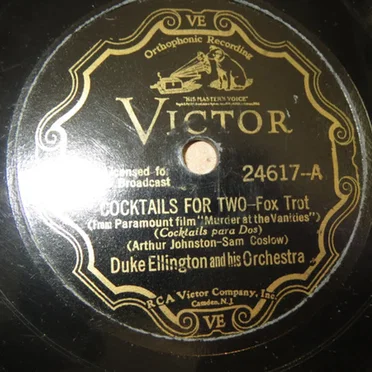 VE
Orthophonic Recording
"HIS MASTER'S VOICE"
VICTOR
Licensed for
Broadcast
24617-A
COCKTAILS FOR TWO-Fox Trot
(From Paramount film "Murder at the Vanities")
(Cocktails para Dos)
(Arthur Johnston-Sam Coslow)
Duke Ellington and his Orchestra
RCA Victor Company, Inc.
Camden, N.J.
VE